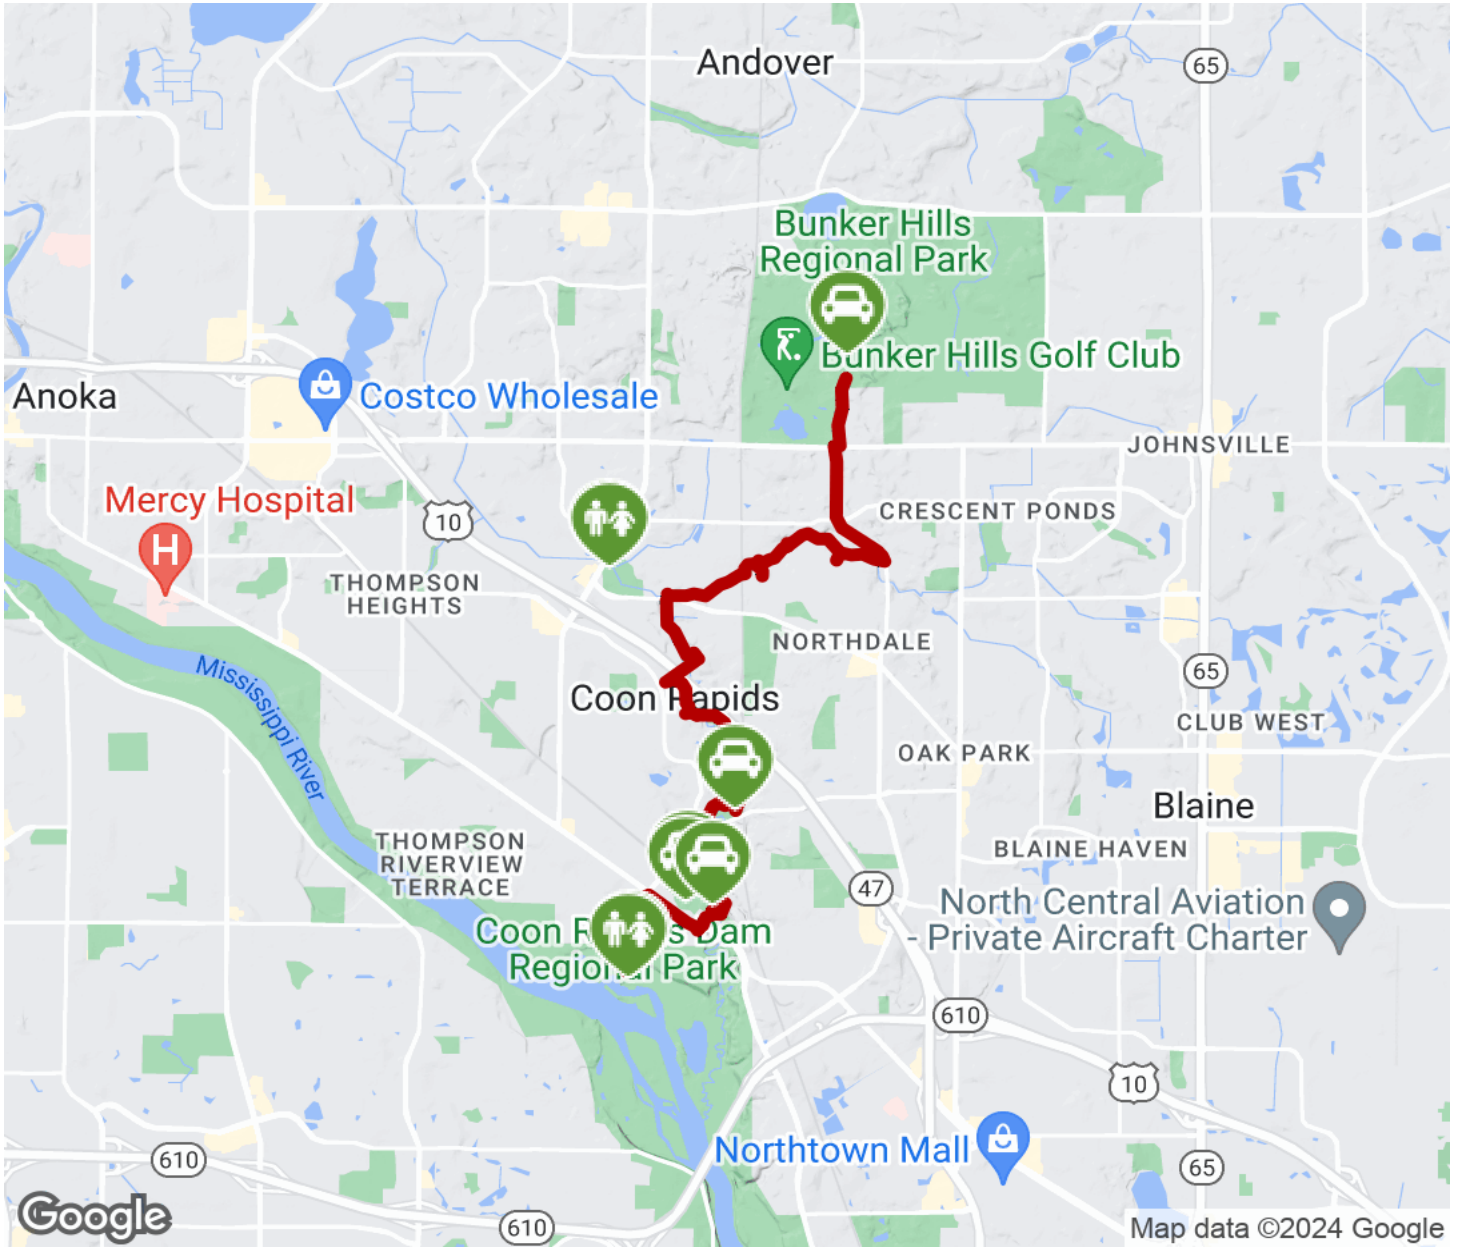 Andover
65
Bunker Hills
Regional Park
Bunker Hills Golf Club
Anoka
Costco Wholesale
JOHNSVILLE
Mercy Hospital
H
10
CRESCENT PONDS
THOMPSON
HEIGHTS
NORTHDALE
Mississippi River
65
Coon Rapids
CLUB WEST
OAK PARK
Blaine
THOMPSON
RIVERVIEW
TERRACE
BLAINE HAVEN
47
North Central Aviation
- Private Aircraft Charter
Coon Rapids Dam
Regional Park
610
10
Northtown Mall
610
65
610
Google
Map data ©2024 Google